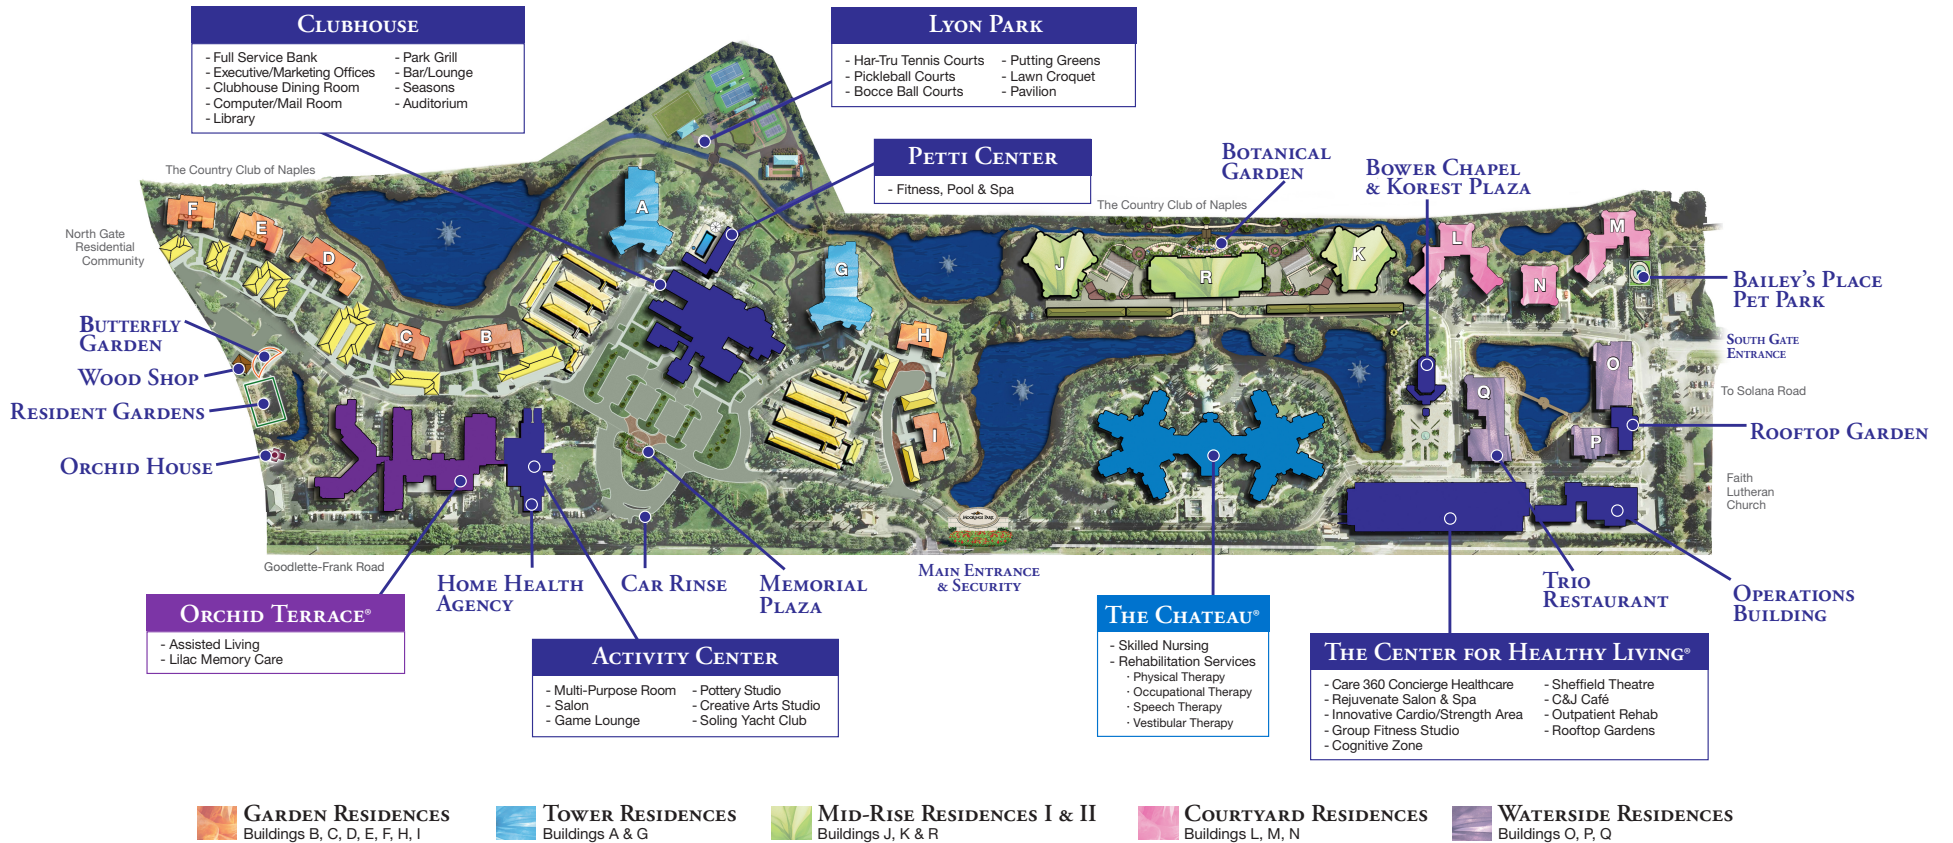 Clubhouse
- Full Service Bank
- Executive/Marketing Offices
- Clubhouse Dining Room
- Computer/Mail Room
- Library
- Park Grill
- Bar/Lounge
- Seasons
- Auditorium
Lyon Park
- Har-Tru Tennis Courts
- Pickleball Courts
- Bocce Ball Courts
- Putting Greens
- Lawn Croquet
- Pavilion
Petti Center
- Fitness, Pool & Spa
Botanical
Garden
Bower Chapel
& Korest Plaza
The Country Club of Naples
The Country Club of Naples
North Gate
Residential
Community
F
E
D
C
B
A
G
H
I
J
R
K
L
M
N
O
P
Q
Bailey's Place
Pet Park
South Gate
Entrance
To Solana Road
Rooftop Garden
Faith
Lutheran
Church
Butterfly
Garden
Wood Shop
Resident Gardens
Orchid House
Goodlette-Frank Road
Moorings Park
Main Entrance
& Security
Home Health
Agency
Car Rinse
Memorial
Plaza
Trio
Restaurant
Operations
Building
Orchid Terrace®
- Assisted Living
- Lilac Memory Care
Activity Center
- Multi-Purpose Room
- Salon
- Game Lounge
- Pottery Studio
- Creative Arts Studio
- Soling Yacht Club
The Chateau®
- Skilled Nursing
- Rehabilitation Services
· Physical Therapy
· Occupational Therapy
· Speech Therapy
· Vestibular Therapy
The Center for Healthy Living®
- Care 360 Concierge Healthcare
- Rejuvenate Salon & Spa
- Innovative Cardio/Strength Area
- Group Fitness Studio
- Cognitive Zone
- Sheffield Theatre
- C&J Café
- Outpatient Rehab
- Rooftop Gardens
Garden Residences
Buildings B, C, D, E, F, H, I
Tower Residences
Buildings A & G
Mid-Rise Residences I & II
Buildings J, K & R
Courtyard Residences
Buildings L, M, N
Waterside Residences
Buildings O, P, Q